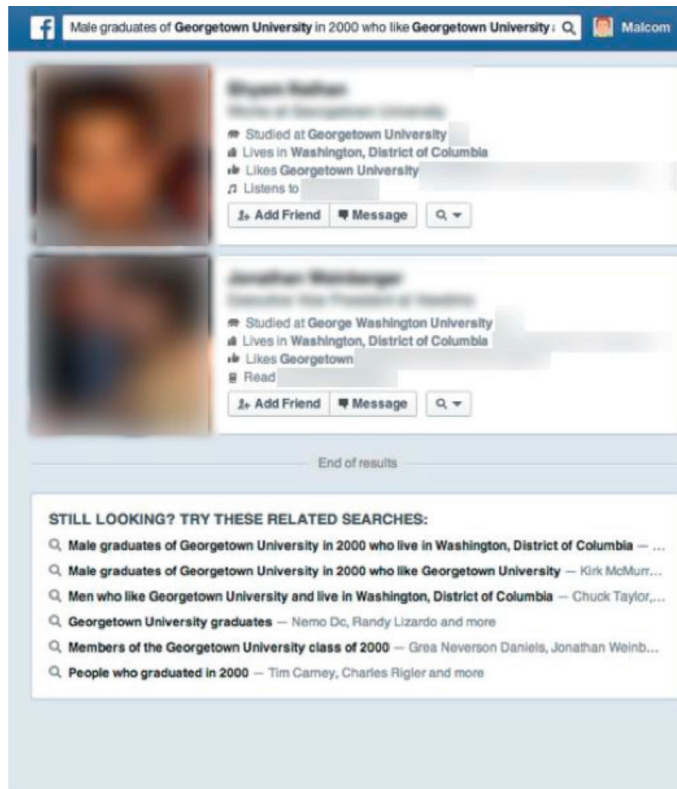 f Male graduates of Georgetown University in 2000 who like Georgetown University Malcom
Studied at Georgetown University
Lives in Washington, District of Columbia
Likes Georgetown University
Listens to
Add Friend Message
Studied at George Washington University
Lives in Washington, District of Columbia
Likes Georgetown
Read
Add Friend Message
End of results
STILL LOOKING? TRY THESE RELATED SEARCHES:
Male graduates of Georgetown University in 2000 who live in Washington, District of Columbia — ...
Male graduates of Georgetown University in 2000 who like Georgetown University — Kirk McMurr...
Men who like Georgetown University and live in Washington, District of Columbia — Chuck Taylor,...
Georgetown University graduates — Nemo Dc, Randy Lizardo and more
Members of the Georgetown University class of 2000 — Grea Neverson Daniels, Jonathan Weinb...
People who graduated in 2000 — Tim Carney, Charles Rigler and more